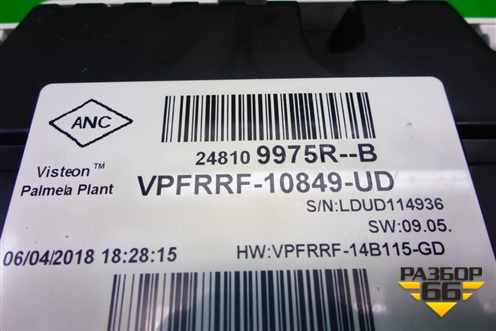 ANC
24810 9975R--B
Visteon™
Palmela Plant
VPFRRF-10849-UD
S/N:LDUD114936
SW:09.05.
06/04/2018 18:28:15
HW:VPFRRF-14B115-GD
РАЗБОР
66